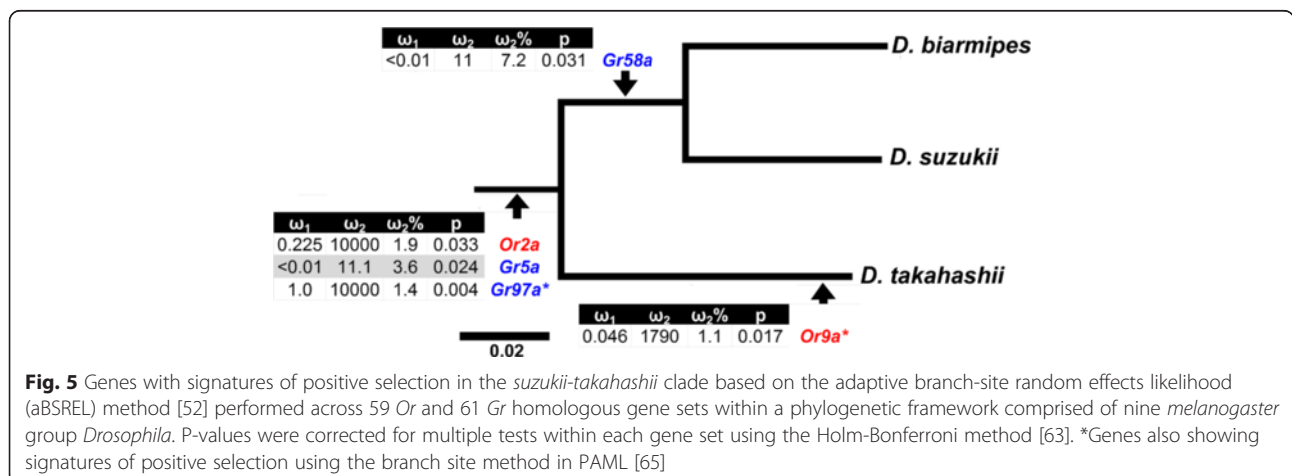 ω₁ ω₂ ω₂% p
<0.01 11 7.2 0.031 Gr58a
D. biarmipes
D. suzukii
ω₁ ω₂ ω₂% p
0.225 10000 1.9 0.033 Or2a
<0.01 11.1 3.6 0.024 Gr5a
1.0 10000 1.4 0.004 Gr97a*
D. takahashii
ω₁ ω₂ ω₂% p
0.046 1790 1.1 0.017 Or9a*
0.02
Fig. 5 Genes with signatures of positive selection in the suzukii-takahashii clade based on the adaptive branch-site random effects likelihood
(aBSREL) method [52] performed across 59 Or and 61 Gr homologous gene sets within a phylogenetic framework comprised of nine melanogaster
group Drosophila. P-values were corrected for multiple tests within each gene set using the Holm-Bonferroni method [63]. *Genes also showing
signatures of positive selection using the branch site method in PAML [65]